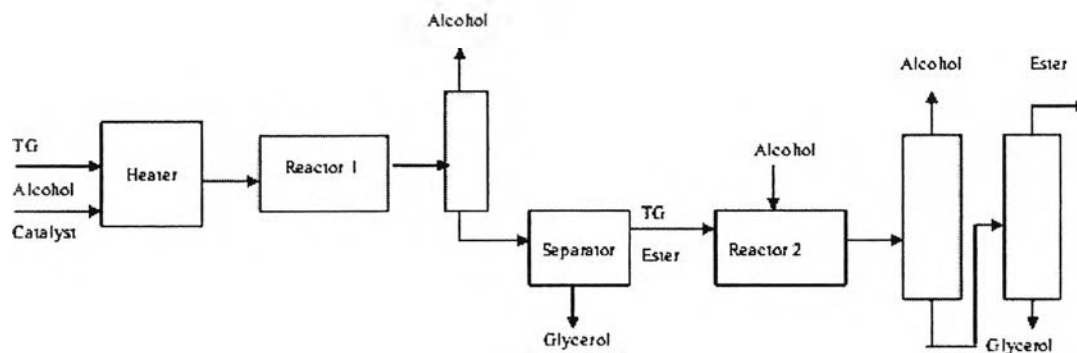 Alcohol
Alcohol
Ester
TG
Heater
Reactor 1
Alcohol
Alcohol
Catalyst
TG
Separator
Ester
Reactor 2
Glycerol
Glycerol